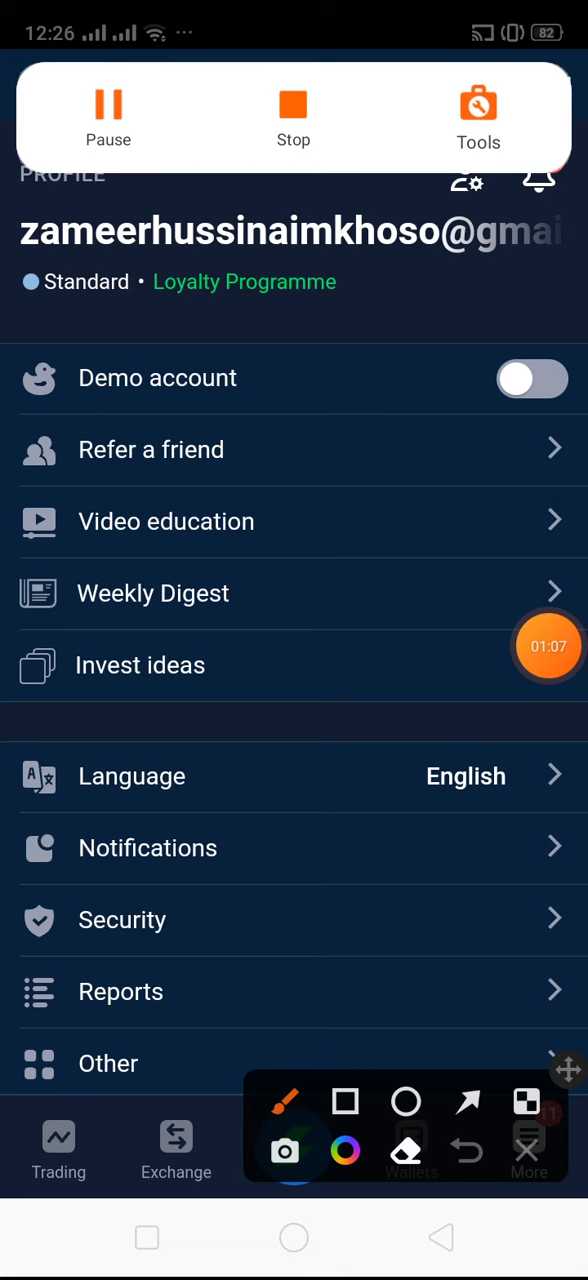 12:26
82
Pause
Stop
Tools
PROFILE
zameerhussinaimkhoso@gmai
Standard • Loyalty Programme
Demo account
Refer a friend
Video education
Weekly Digest
01:07
Invest ideas
Language English
Notifications
Security
Reports
Other
11
Trading
Exchange
Wallets
More